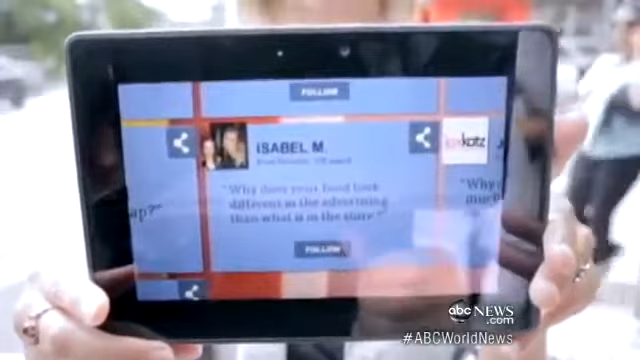 FOLLOW
iSABEL M.
katz
"Why does your food look
different in the advertising
than what is in the store?"
"Why
up?"
FOLLOW
abc NEWS
.com
#ABCWorldNews